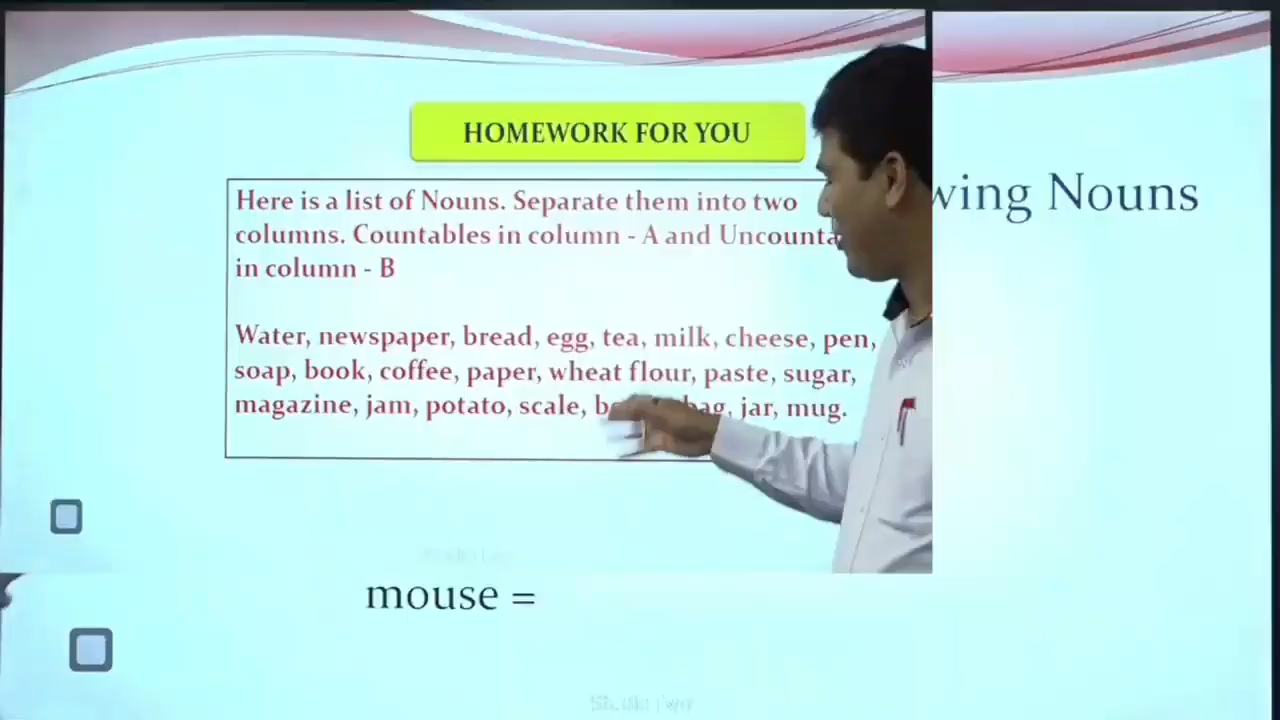 HOMEWORK FOR YOU
Here is a list of Nouns. Separate them into two
columns. Countables in column - A and Uncounta
in column - B
Water, newspaper, bread, egg, tea, milk, cheese, pen,
soap, book, coffee, paper, wheat flour, paste, sugar,
magazine, jam, potato, scale, bag, jar, mug.
wing Nouns
mouse =